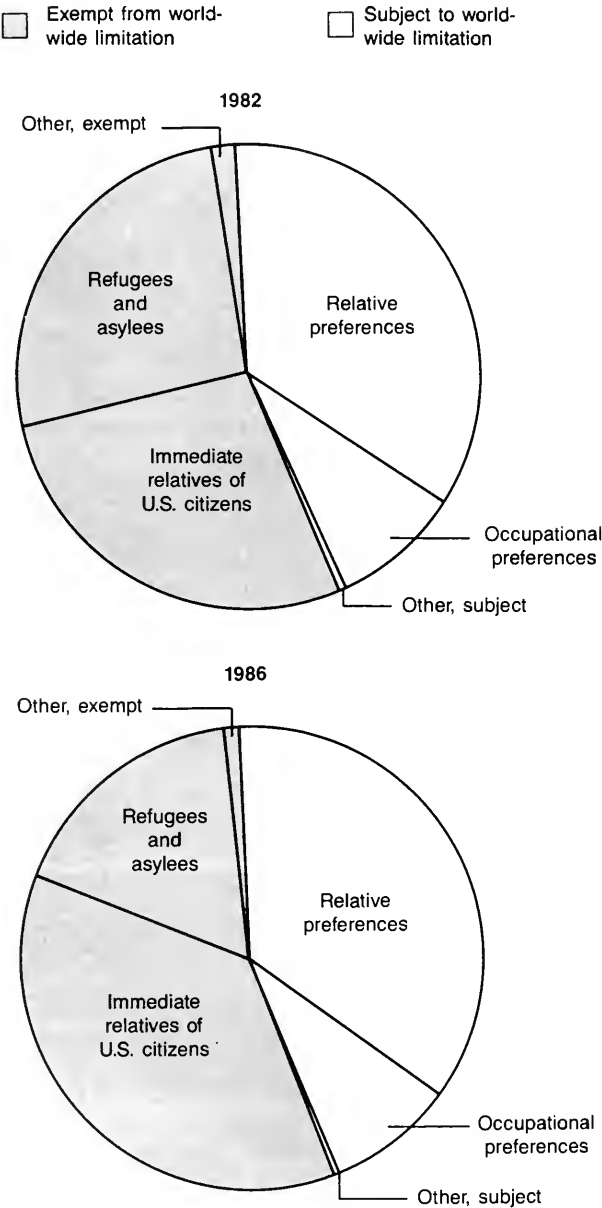 Exempt from world-
wide limitation
Subject to world-
wide limitation
1982
Other, exempt
Refugees
and
asylees
Relative
preferences
Immediate
relatives of
U.S. citizens
Occupational
preferences
Other, subject
1986
Other, exempt
Refugees
and
asylees
Relative
preferences
Immediate
relatives of
U.S. citizens
Occupational
preferences
Other, subject